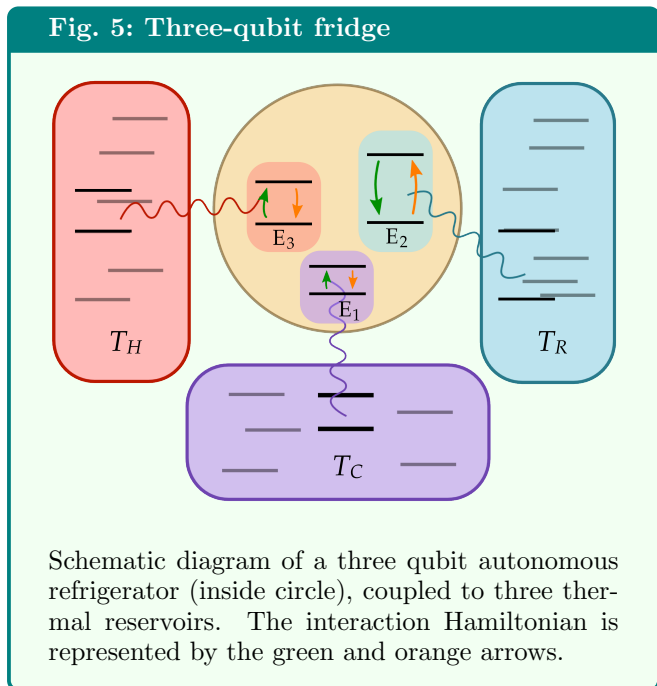 Fig. 5: Three-qubit fridge
E3
E2
E1
TH
TR
TC
Schematic diagram of a three qubit autonomous
refrigerator (inside circle), coupled to three ther-
mal reservoirs. The interaction Hamiltonian is
represented by the green and orange arrows.